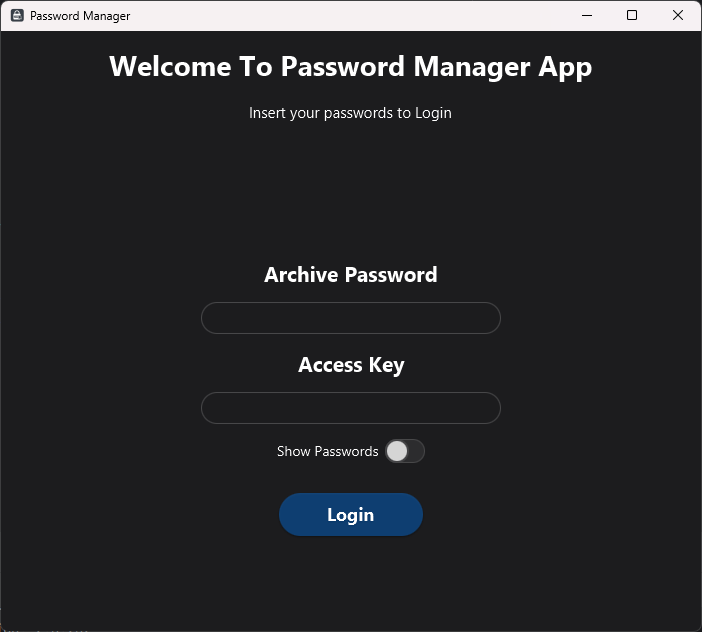 Password Manager
Welcome To Password Manager App
Insert your passwords to Login
Archive Password
Access Key
Show Passwords
Login